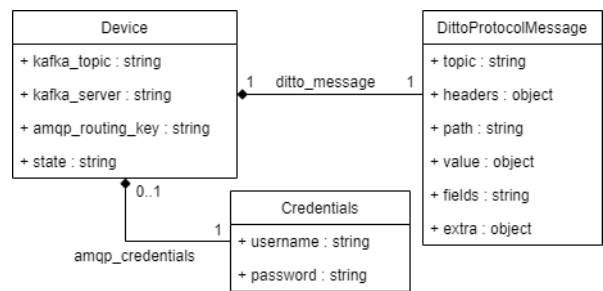 Device
+ kafka_topic : string
+ kafka_server : string
+ amqp_routing_key : string
+ state : string
1 ditto_message 1
DittoProtocolMessage
+ topic : string
+ headers : object
+ path : string
+ value : object
+ fields : string
+ extra : object
0..1
1
amqp_credentials
Credentials
+ username : string
+ password : string